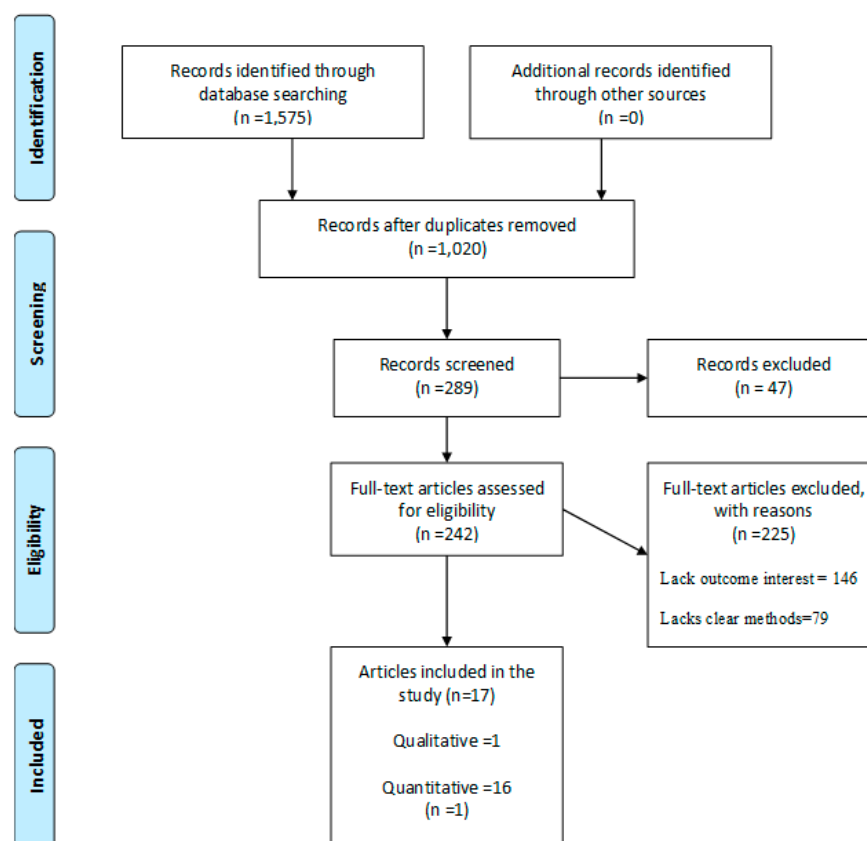 Identification
Records identified through
database searching
(n =1,575)
Additional records identified
through other sources
(n =0)
Records after duplicates removed
(n =1,020)
Screening
Records screened
(n =289)
Records excluded
(n = 47)
Eligibility
Full-text articles assessed
for eligibility
(n =242)
Full-text articles excluded,
with reasons
(n =225)
Lack outcome interest = 146
Lacks clear methods=79
Included
Articles included in the
study (n=17)
Qualitative =1
Quantitative =16
(n =1)